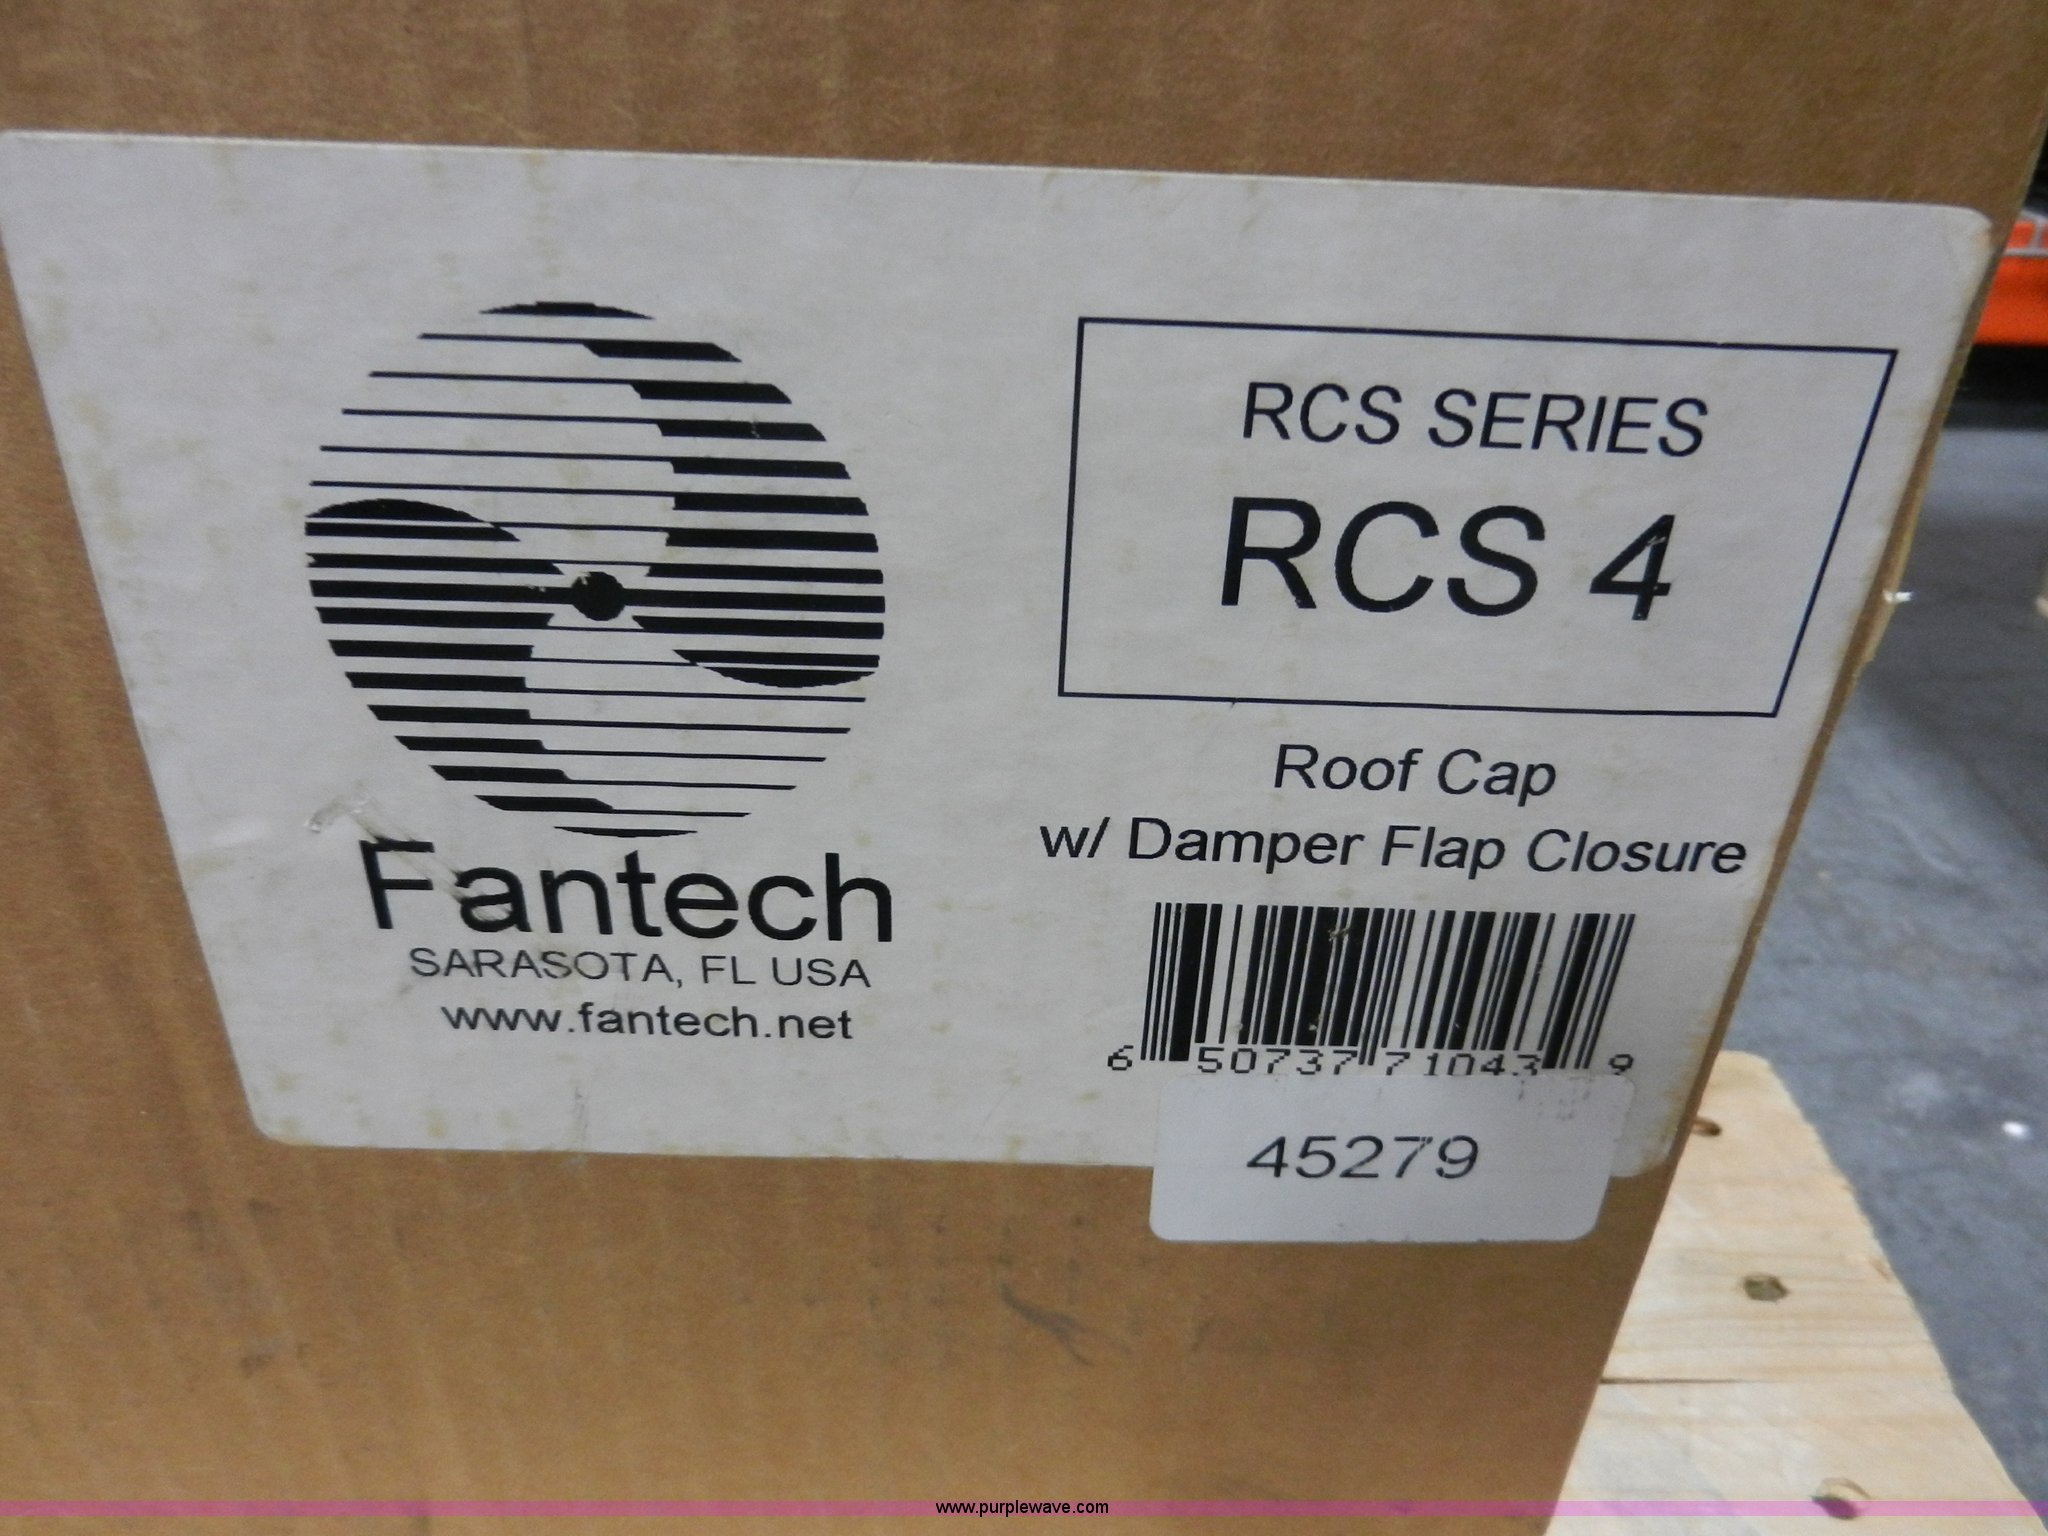 Fantech
SARASOTA, FL USA
www.fantech.net
RCS SERIES
RCS 4
Roof Cap
w/ Damper Flap Closure
6 50737 71043 9
45279
www.purplewave.com